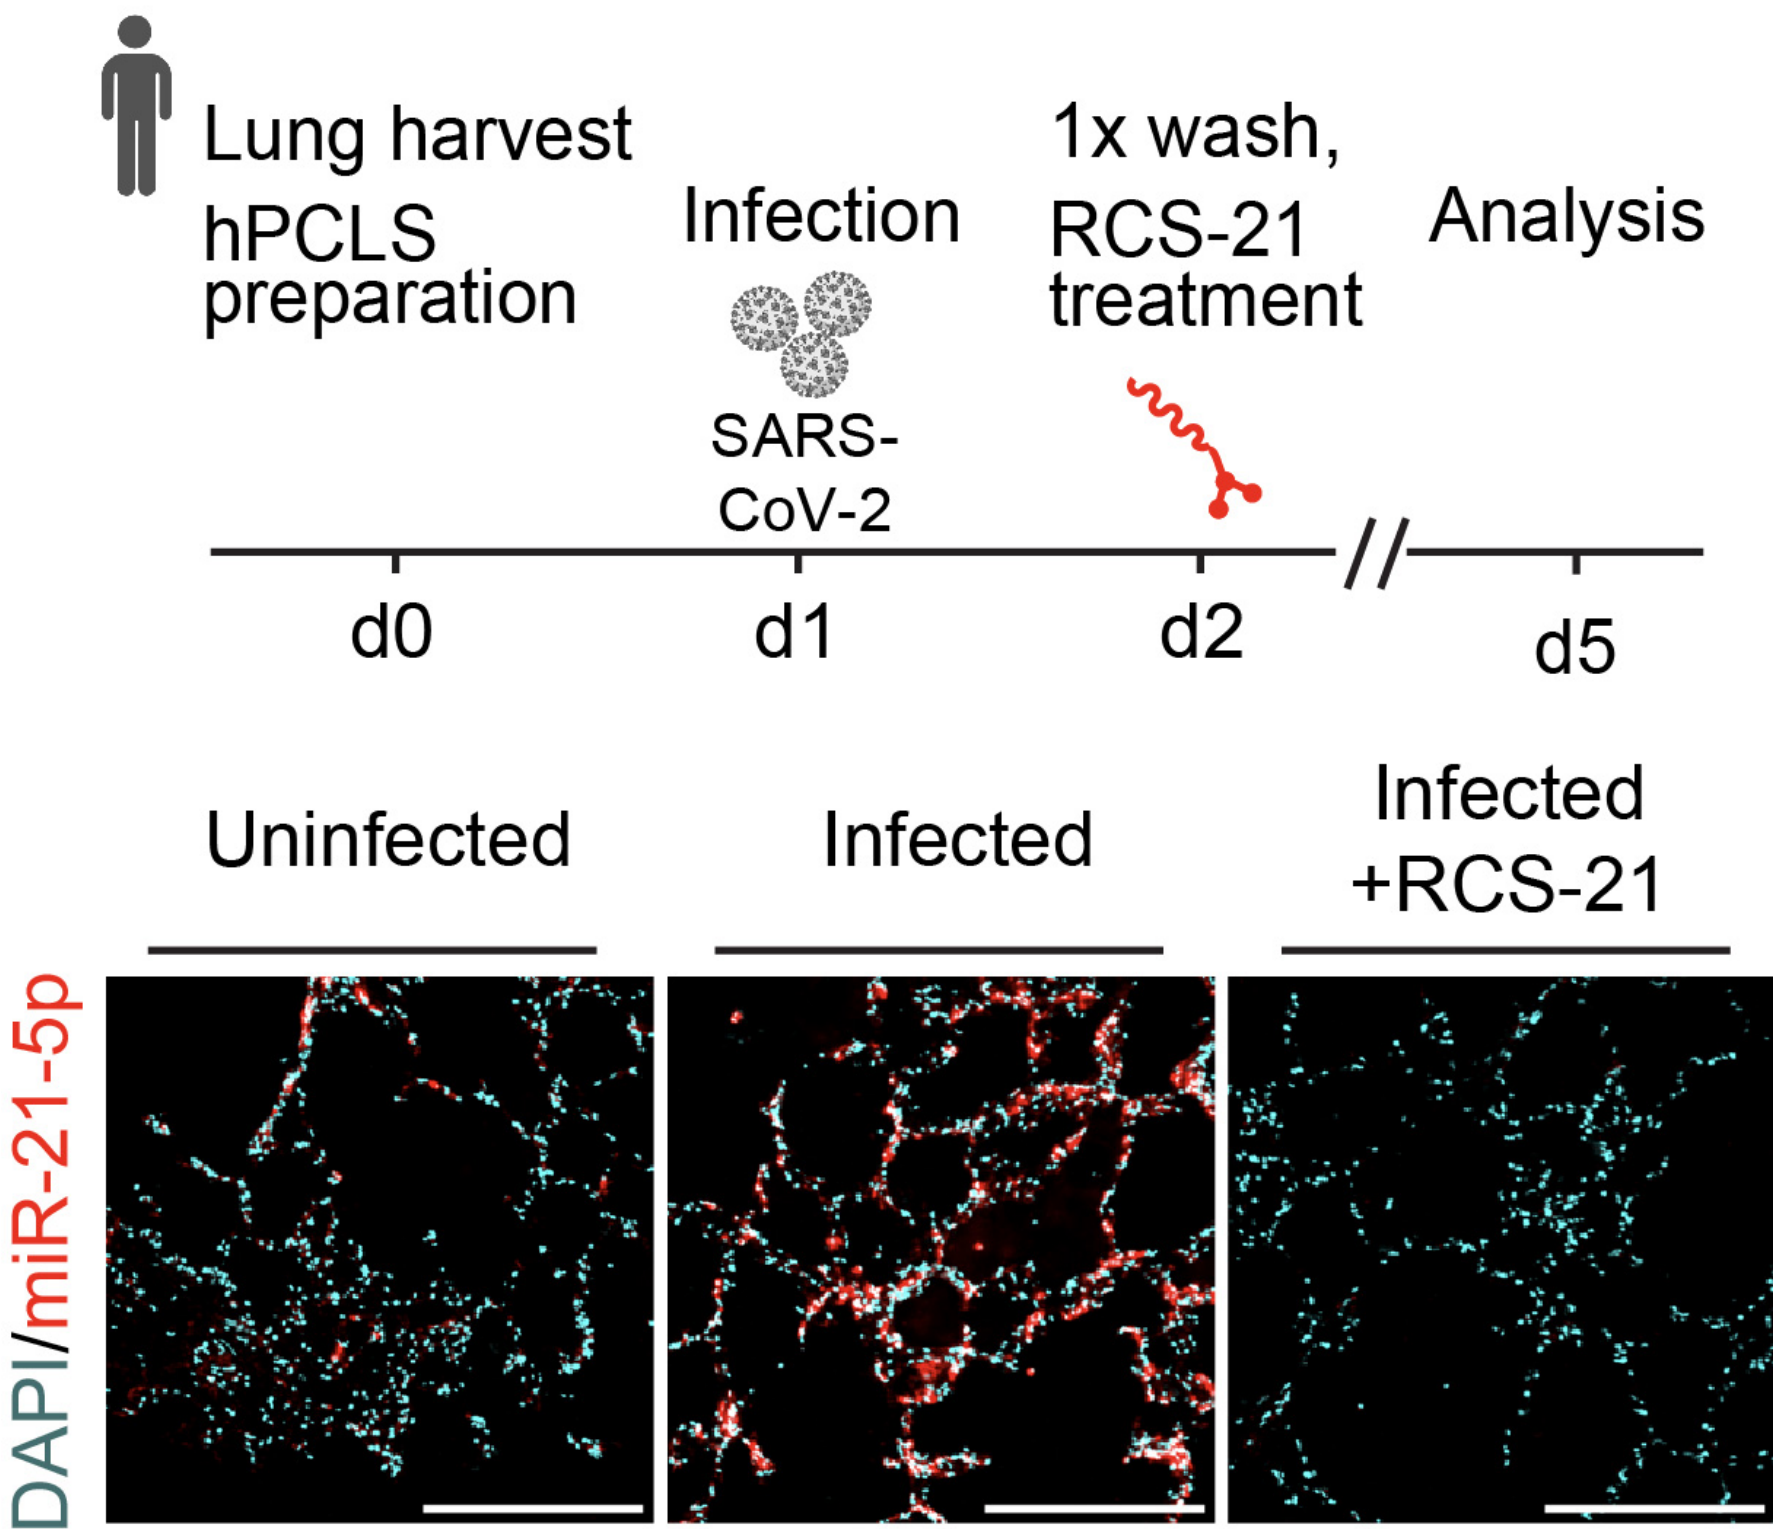 Lung harvest
hPCLS
preparation
Infection
SARS-
CoV-2
1x wash,
RCS-21
treatment
Analysis
d0
d1
d2
d5
Uninfected
Infected
Infected
+RCS-21
DAPI/miR-21-5p